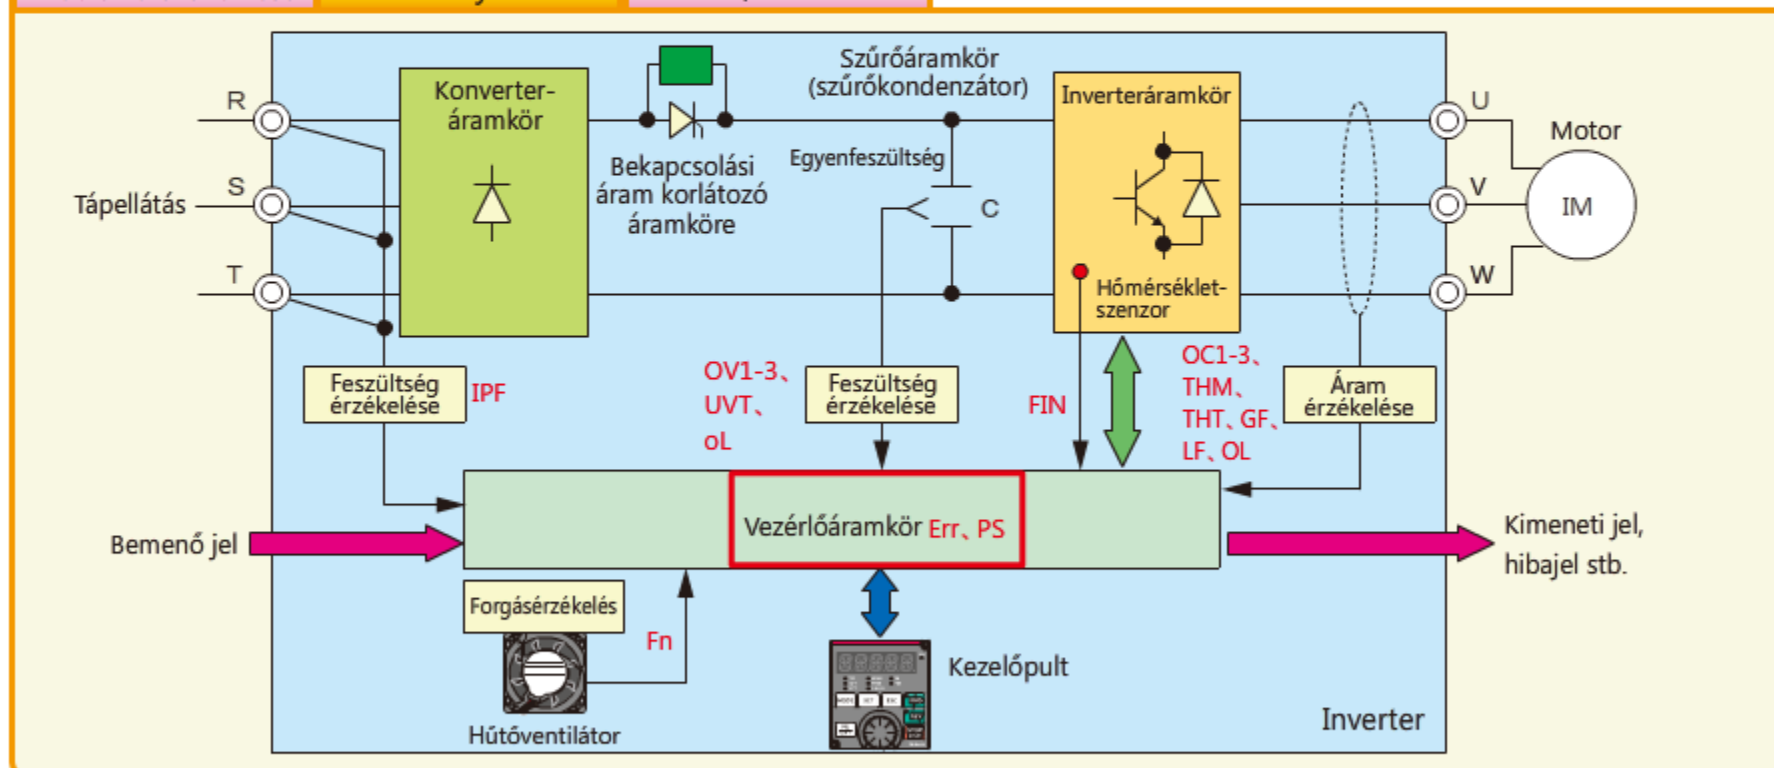 Szűrőáramkör
(szűrőkondenzátor)
Konverter-
áramkör
Inverteráramkör
R
U
Motor
Egyenfeszültség
Bekapcsolási
áram korlátozó
áramköre
Tápellátás
S
C
V
IM
T
Hőmérséklet-
szenzor
W
Feszültség
érzékelése
IPF
OV1-3、
UVT、
oL
Feszültség
érzékelése
FIN
OC1-3、
THM、
THT、GF、
LF、OL
Áram
érzékelése
Bemenő jel
Vezérlőáramkör Err、PS
Kimeneti jel,
hibajel stb.
Forgásérzékelés
Fn
Kezelőpult
Hűtőventilátor
Inverter